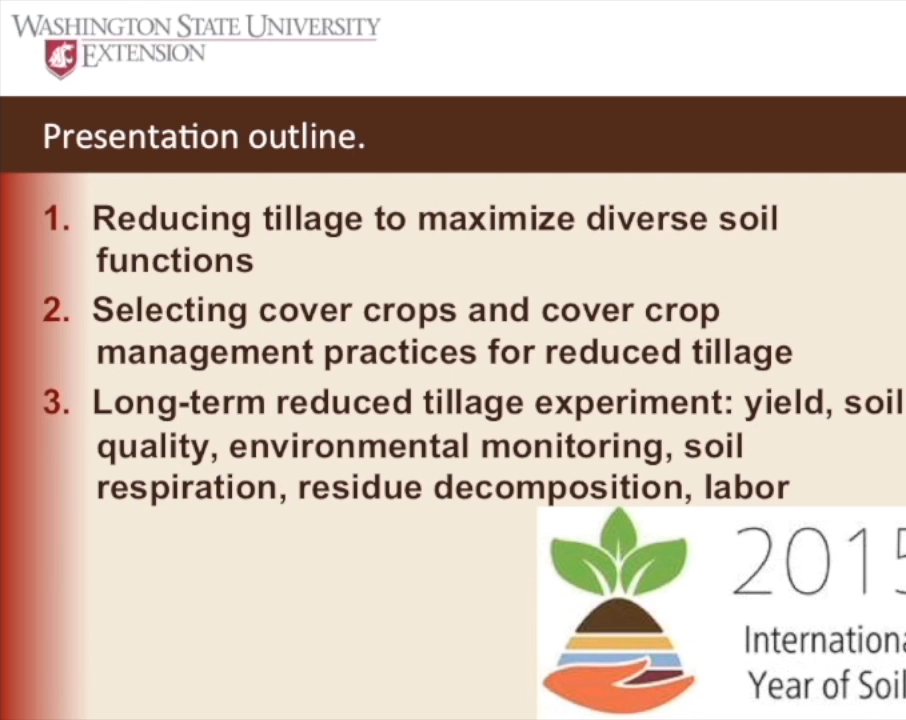 WASHINGTON STATE UNIVERSITY
EXTENSION
Presentation outline.
1. Reducing tillage to maximize diverse soil
functions
2. Selecting cover crops and cover crop
management practices for reduced tillage
3. Long-term reduced tillage experiment: yield, soil
quality, environmental monitoring, soil
respiration, residue decomposition, labor
2015
Internationa
Year of Soil